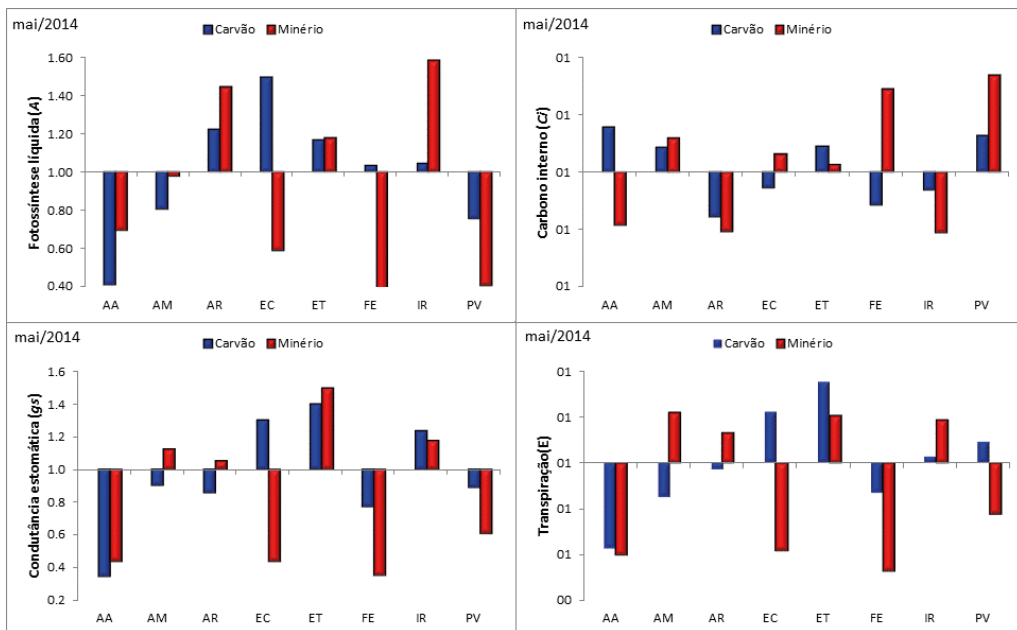 mai/2014
Carvão Minério
Fotossíntese líquida (A)
1.60
1.40
1.20
1.00
0.80
0.60
0.40
AA AM AR EC ET FE IR PV
mai/2014
Carvão Minério
Carbono interno (Ci)
01
01
01
01
01
AA AM AR EC ET FE IR PV
mai/2014
Carvão Minério
Condutância estomática (gs)
1.6
1.4
1.2
1.0
0.8
0.6
0.4
0.2
AA AM AR EC ET FE IR PV
mai/2014
Carvão Minério
Transpiração(E)
01
01
01
01
01
00
AA AM AR EC ET FE IR PV